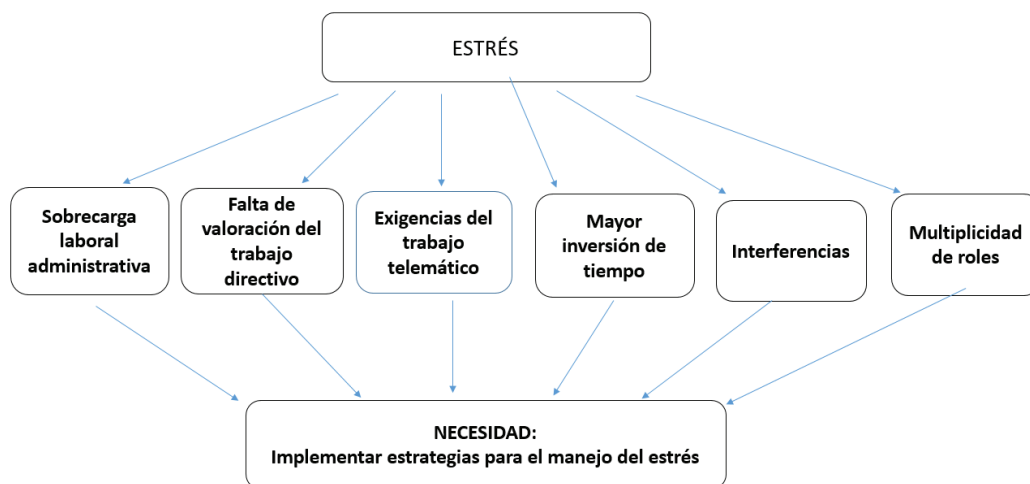 ESTRÉS
Sobrecarga
laboral
administrativa
Falta de
valoración del
trabajo
directivo
Exigencias del
trabajo
telemático
Mayor
inversión de
tiempo
Interferencias
Multiplicidad
de roles
NECESIDAD:
Implementar estrategias para el manejo del estrés